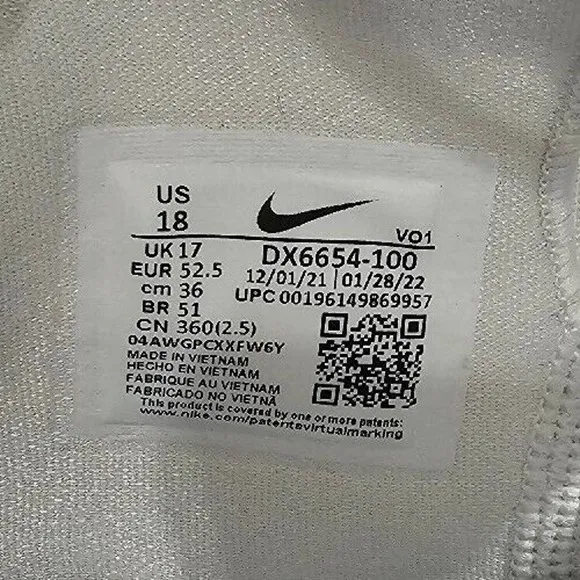 US
18
VO1
UK 17
DX6654-100
EUR 52.5
12/01/21 | 01/28/22
cm 36
UPC 00196149869957
BR 51
CN 360(2.5)
04AWGPCXXFW6Y
MADE IN VIETNAM
HECHO EN VIETNAM
FABRIQUE AU VIETNAM
FABRICADO NO VIETNÃ
This product is covered by one or more patents:
www.nike.com/patentsvirtualmarking